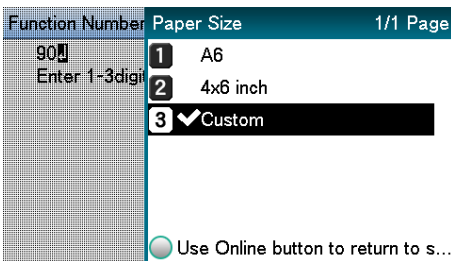 Function Number
90
Enter 1-3digi
Paper Size 1/1 Page
1 A6
2 4x6 inch
3 Custom
Use Online button to return to s...